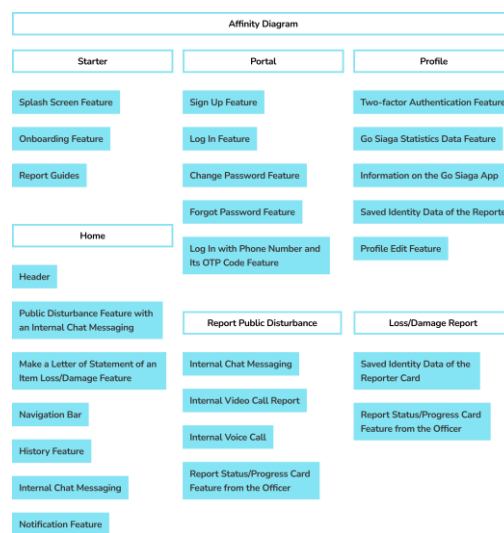 Affinity Diagram
Starter
Splash Screen Feature
Onboarding Feature
Report Guides
Portal
Sign Up Feature
Log In Feature
Change Password Feature
Forgot Password Feature
Log In with Phone Number and
Its OTP Code Feature
Profile
Two-factor Authentication Feature
Go Siaga Statistics Data Feature
Information on the Go Siaga App
Saved Identity Data of the Reporte
Profile Edit Feature
Home
Header
Public Disturbance Feature with
an Internal Chat Messaging
Make a Letter of Statement of an
Item Loss/Damage Feature
Navigation Bar
History Feature
Internal Chat Messaging
Notification Feature
Report Public Disturbance
Internal Chat Messaging
Internal Video Call Report
Internal Voice Call
Report Status/Progress Card
Feature from the Officer
Loss/Damage Report
Saved Identity Data of the
Reporter Card
Report Status/Progress Card
Feature from the Officer